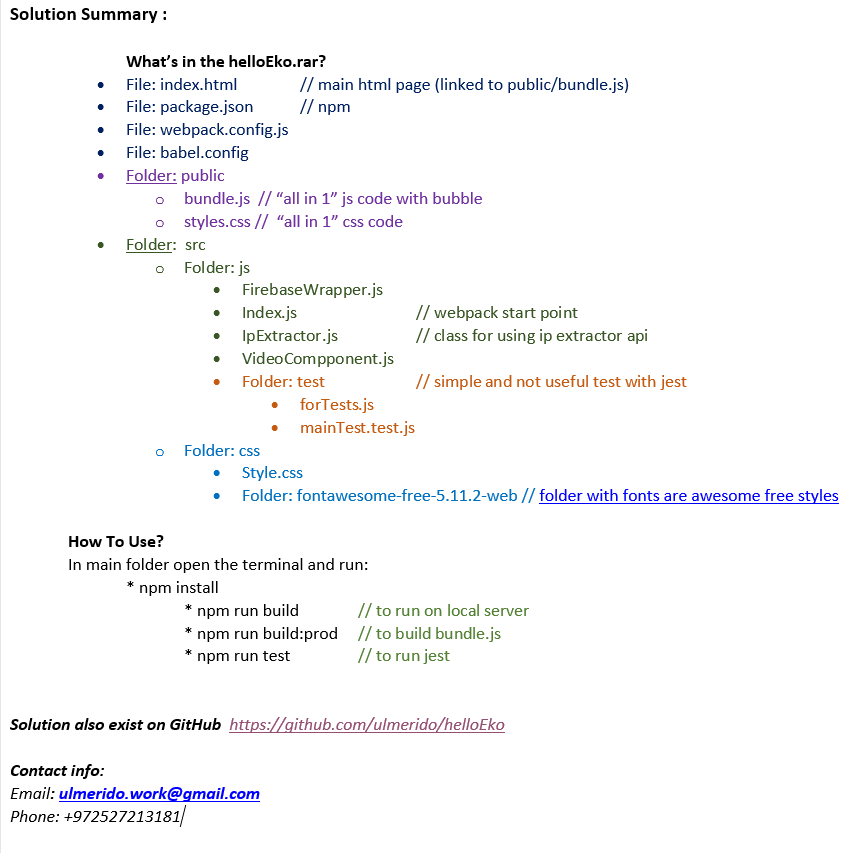 Solution Summary :
What’s in the helloEko.rar?
• File: index.html // main html page (linked to public/bundle.js)
• File: package.json // npm
• File: webpack.config.js
• File: babel.config
• Folder: public
o bundle.js // “all in 1” js code with bubble
o styles.css // “all in 1” css code
• Folder: src
o Folder: js
• FirebaseWrapper.js
• Index.js // webpack start point
• IpExtractor.js // class for using ip extractor api
• VideoCompponent.js
• Folder: test // simple and not useful test with jest
• forTests.js
• mainTest.test.js
o Folder: css
• Style.css
• Folder: fontawesome-free-5.11.2-web // folder with fonts are awesome free styles
How To Use?
In main folder open the terminal and run:
* npm install
* npm run build // to run on local server
* npm run build:prod // to build bundle.js
* npm run test // to run jest
Solution also exist on GitHub https://github.com/ulmerido/helloEko
Contact info:
Email: ulmerido.work@gmail.com
Phone: +972527213181